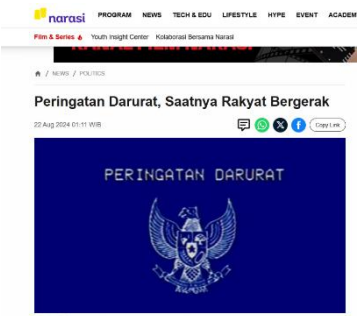 narasi PROGRAM NEWS TECH & EDU LIFESTYLE HYPE EVENT ACADEM
Film & Series Youth Insight Center Kolaborasi Bersama Narasi
/ NEWS / POLITICS
Peringatan Darurat, Saatnya Rakyat Bergerak
22 Aug 2024 01:11 WIB
Copy Link
PERINGATAN DARURAT